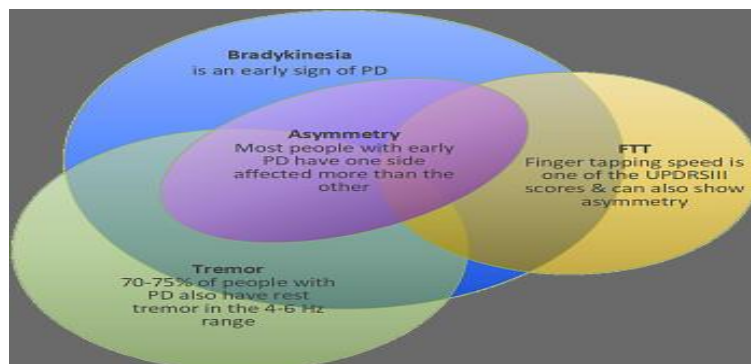 Bradykinesia
is an early sign of PD
Asymmetry
Most people with early
PD have one side
affected more than the
other
FTT
Finger tapping speed is
one of the UPDRSIII
scores & can also show
asymmetry
Tremor
70-75% of people with
PD also have rest
tremor in the 4-6 Hz
range